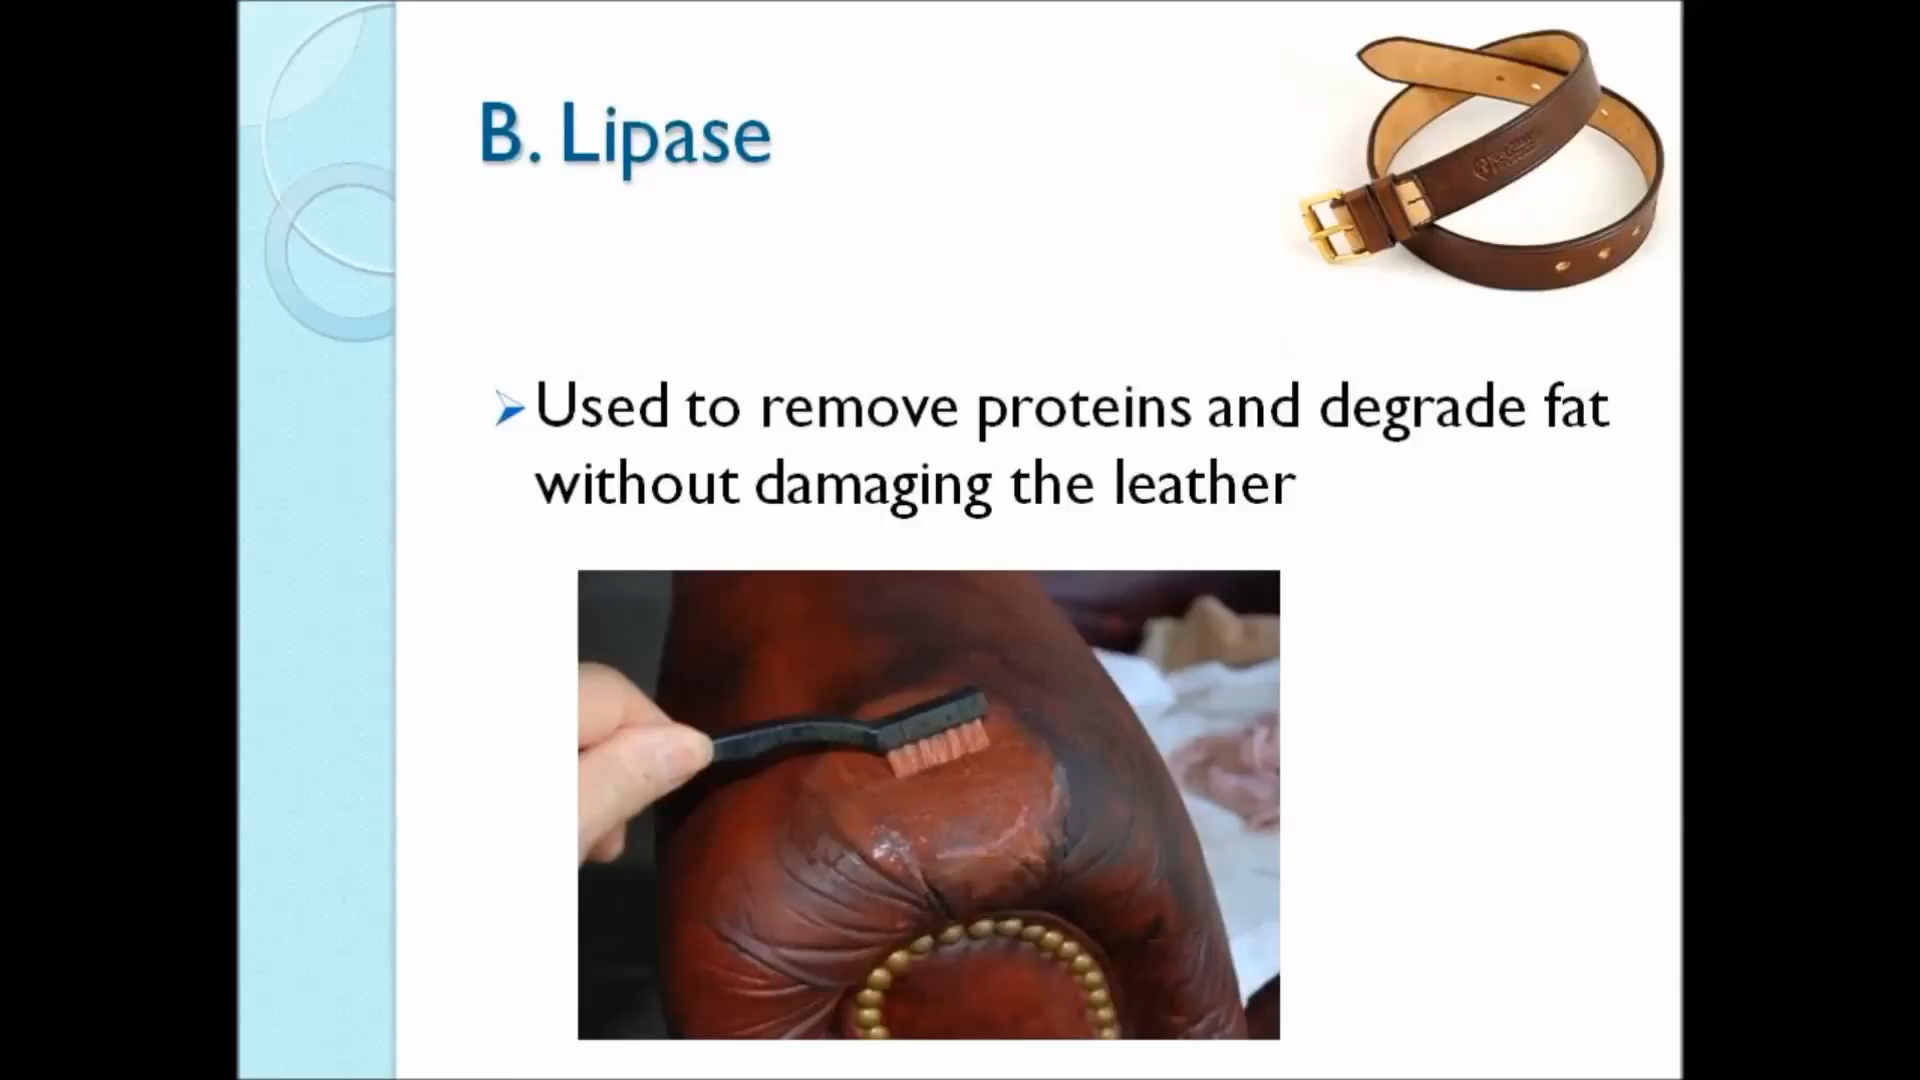 B. Lipase
Used to remove proteins and degrade fat
without damaging the leather